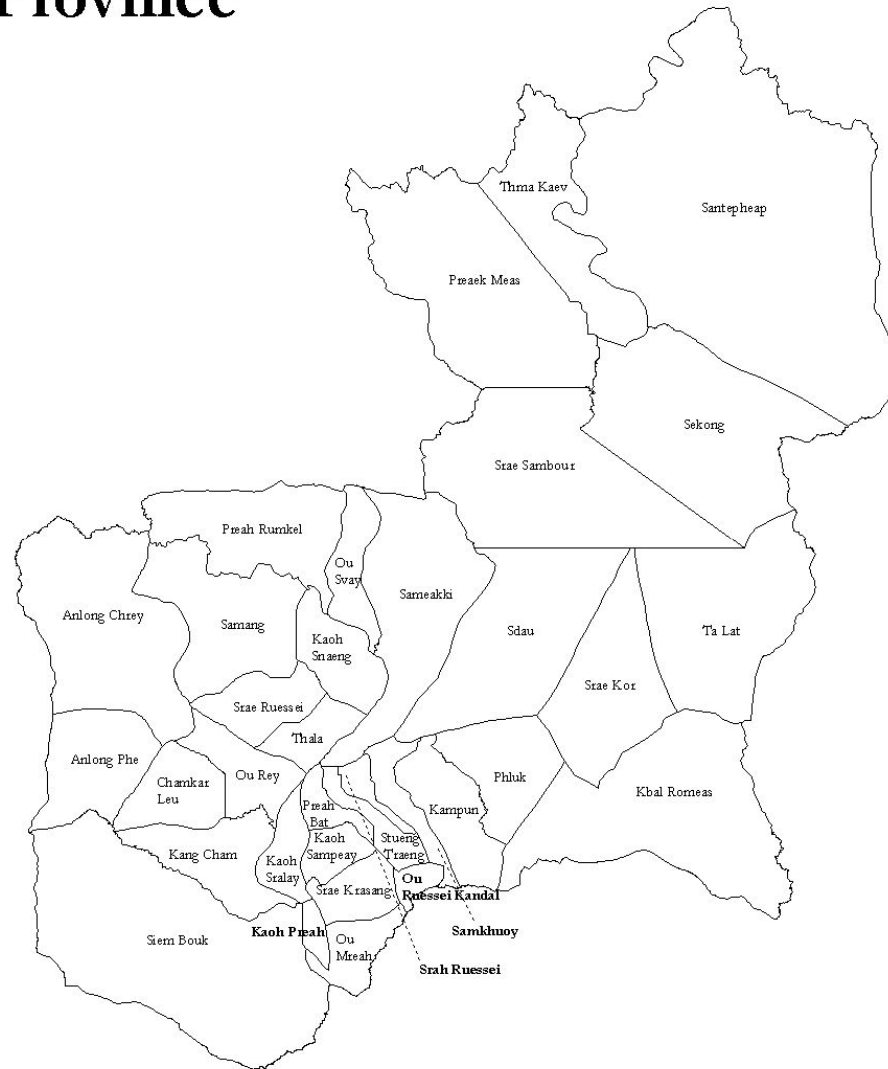 Province
Thma Kaev
Santepheap
Preaek Meas
Sekong
Srae Sambour
Preah Rumkel
Ou
Svay
Sameakki
Anlong Chrey
Samang
Kaoh
Snaeng
Sdau
Ta Lat
Srae Kor
Srae Ruessei
Thala
Anlong Phe
Chamkar
Leu
Ou Rey
Phluk
Kbal Romeas
Preah
Bat
Kampun
Kaoh
Sampeay
Stueng
Traeng
Kang Cham
Kaoh
Sralay
Srae Krasang
Ou
Ruessei Kandal
Kaoh Preah
Siem Bouk
Ou
Mreah
Samkhuoy
Srah Ruessei